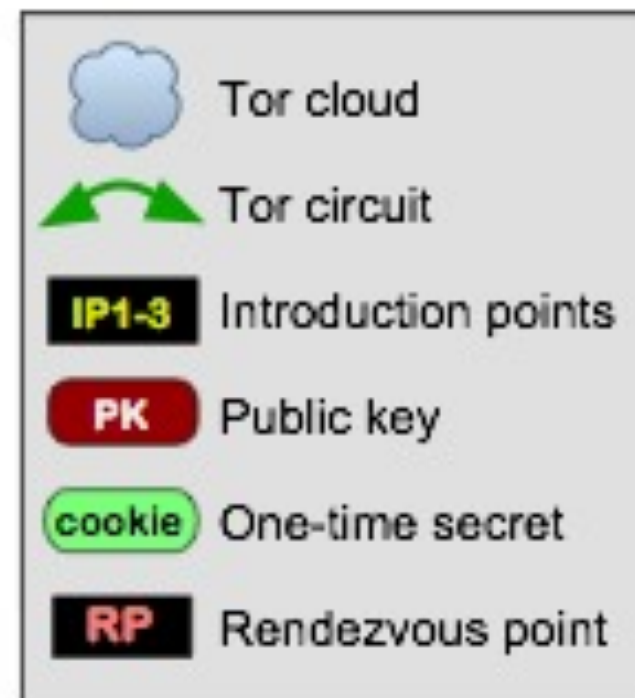 Tor cloud
Tor circuit
IP1-3 Introduction points
PK Public key
cookie One-time secret
RP Rendezvous point